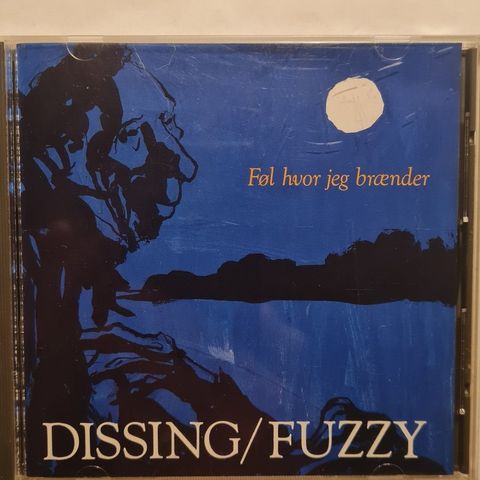 Føl hvor jeg brænder
DISSING/FUZZY